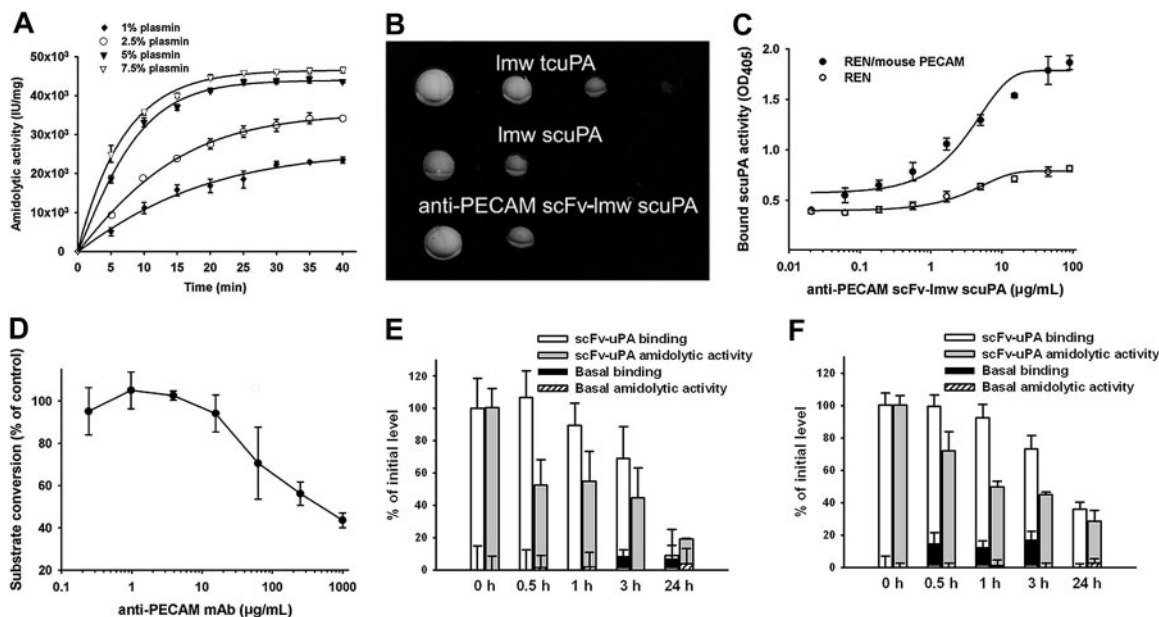 A
1% plasmin
2.5% plasmin
5% plasmin
7.5% plasmin
Amidolytic activity (IU/mg)
50x10³
40x10³
30x10³
20x10³
10x10³
0
0 5 10 15 20 25 30 35 40
Time (min)
B
lmw tcuPA
lmw scuPA
anti-PECAM scFv-lmw scuPA
C
REN/mouse PECAM
REN
Bound scuPA activity (OD405)
2.0
1.5
1.0
0.5
0.01 0.1 1 10 100
anti-PECAM scFv-lmw scuPA (µg/mL)
D
Substrate conversion (% of control)
100
80
60
40
20
0.1 1 10 100 1000
anti-PECAM mAb (µg/mL)
E
scFv-uPA binding
scFv-uPA amidolytic activity
Basal binding
Basal amidolytic activity
% of initial level
120
100
80
60
40
20
0
0 h 0.5 h 1 h 3 h 24 h
F
scFv-uPA binding
scFv-uPA amidolytic activity
Basal binding
Basal amidolytic activity
% of initial level
120
100
80
60
40
20
0
0 h 0.5 h 1 h 3 h 24 h